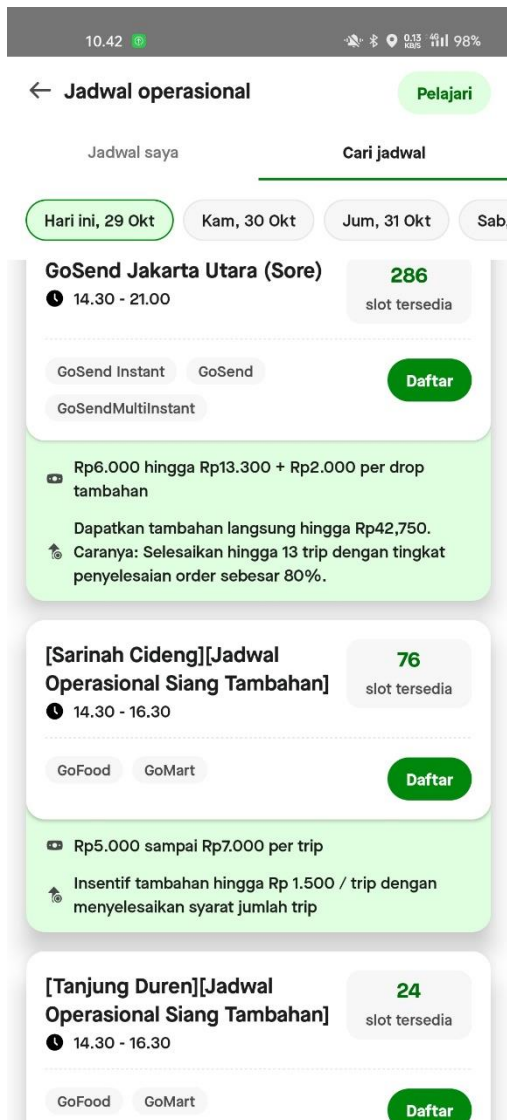 10.42
0.13 KB/S 4G 98%
Jadwal operasional
Pelajari
Jadwal saya
Cari jadwal
Hari ini, 29 Okt
Kam, 30 Okt
Jum, 31 Okt
Sab,
GoSend Jakarta Utara (Sore)
14.30 - 21.00
286
slot tersedia
GoSend Instant
GoSend
GoSendMultiInstant
Daftar
Rp6.000 hingga Rp13.300 + Rp2.000 per drop
tambahan
Dapatkan tambahan langsung hingga Rp42,750.
Caranya: Selesaikan hingga 13 trip dengan tingkat
penyelesaian order sebesar 80%.
[Sarinah Cideng][Jadwal
Operasional Siang Tambahan]
14.30 - 16.30
76
slot tersedia
GoFood
GoMart
Daftar
Rp5.000 sampai Rp7.000 per trip
Insentif tambahan hingga Rp 1.500 / trip dengan
menyelesaikan syarat jumlah trip
[Tanjung Duren][Jadwal
Operasional Siang Tambahan]
14.30 - 16.30
24
slot tersedia
GoFood
GoMart
Daftar